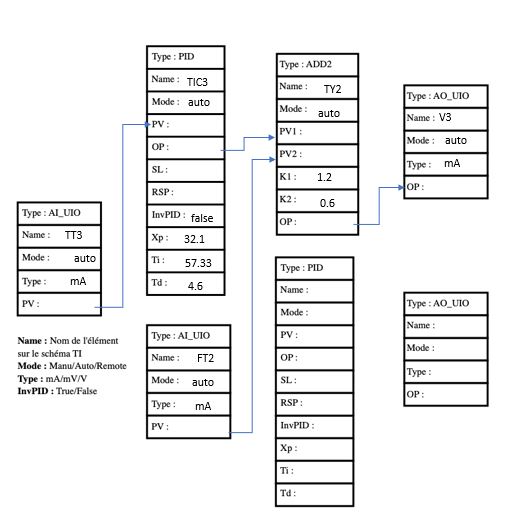 Type : PID
Name : TIC3
Mode : auto
PV :
OP :
SL :
RSP :
InvPID : false
Xp : 32.1
Ti : 57.33
Td : 4.6
Type : ADD2
Name : TY2
Mode : auto
PV1 :
PV2 :
K1 : 1.2
K2 : 0.6
OP :
Type : AO_UIO
Name : V3
Mode : auto
Type : mA
OP :
Type : AI_UIO
Name : TT3
Mode : auto
Type : mA
PV :
Name : Nom de l'élément
sur le schéma TI
Mode : Manu/Auto/Remote
Type : mA/mV/V
InvPID : True/False
Type : AI_UIO
Name : FT2
Mode : auto
Type : mA
PV :
Type : PID
Name :
Mode :
PV :
OP :
SL :
RSP :
InvPID :
Xp :
Ti :
Td :
Type : AO_UIO
Name :
Mode :
Type :
OP :